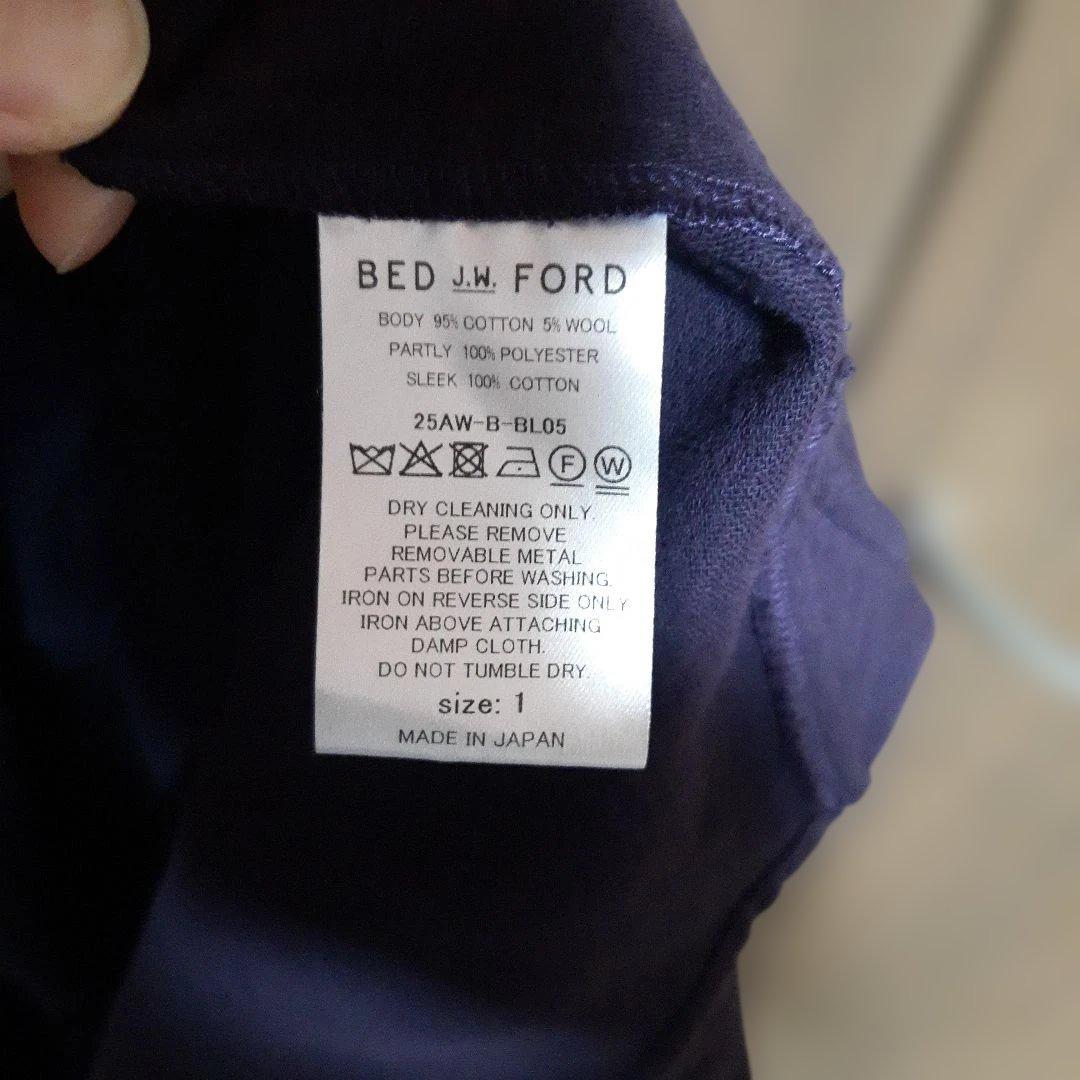 BED J.W. FORD
BODY 95% COTTON 5% WOOL
PARTLY 100% POLYESTER
SLEEK 100% COTTON
25AW-B-BL05
F W
DRY CLEANING ONLY.
PLEASE REMOVE
REMOVABLE METAL
PARTS BEFORE WASHING.
IRON ON REVERSE SIDE ONLY
IRON ABOVE ATTACHING
DAMP CLOTH.
DO NOT TUMBLE DRY.
size: 1
MADE IN JAPAN